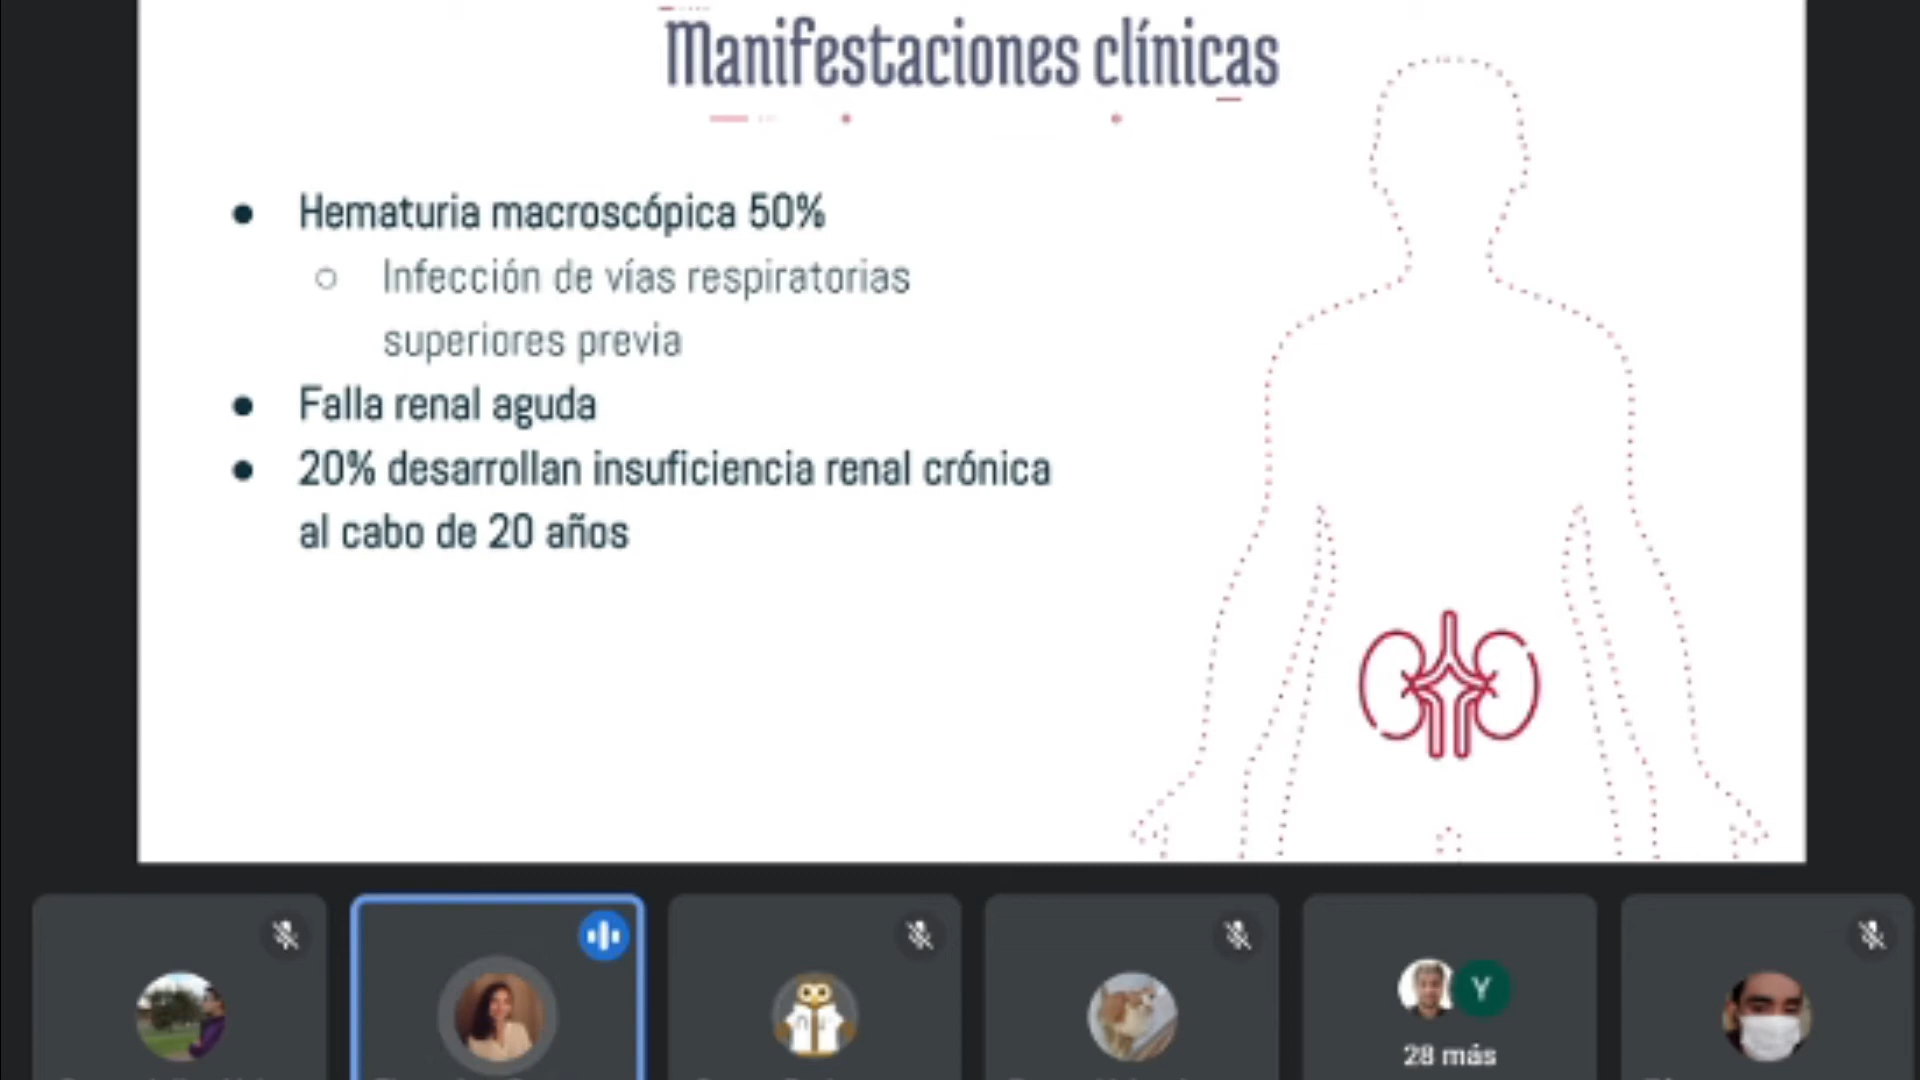 Manifestaciones clínicas
● Hematuria macroscópica 50%
○ Infección de vías respiratorias
superiores previa
● Falla renal aguda
● 20% desarrollan insuficiencia renal crónica
al cabo de 20 años
Y
28 más